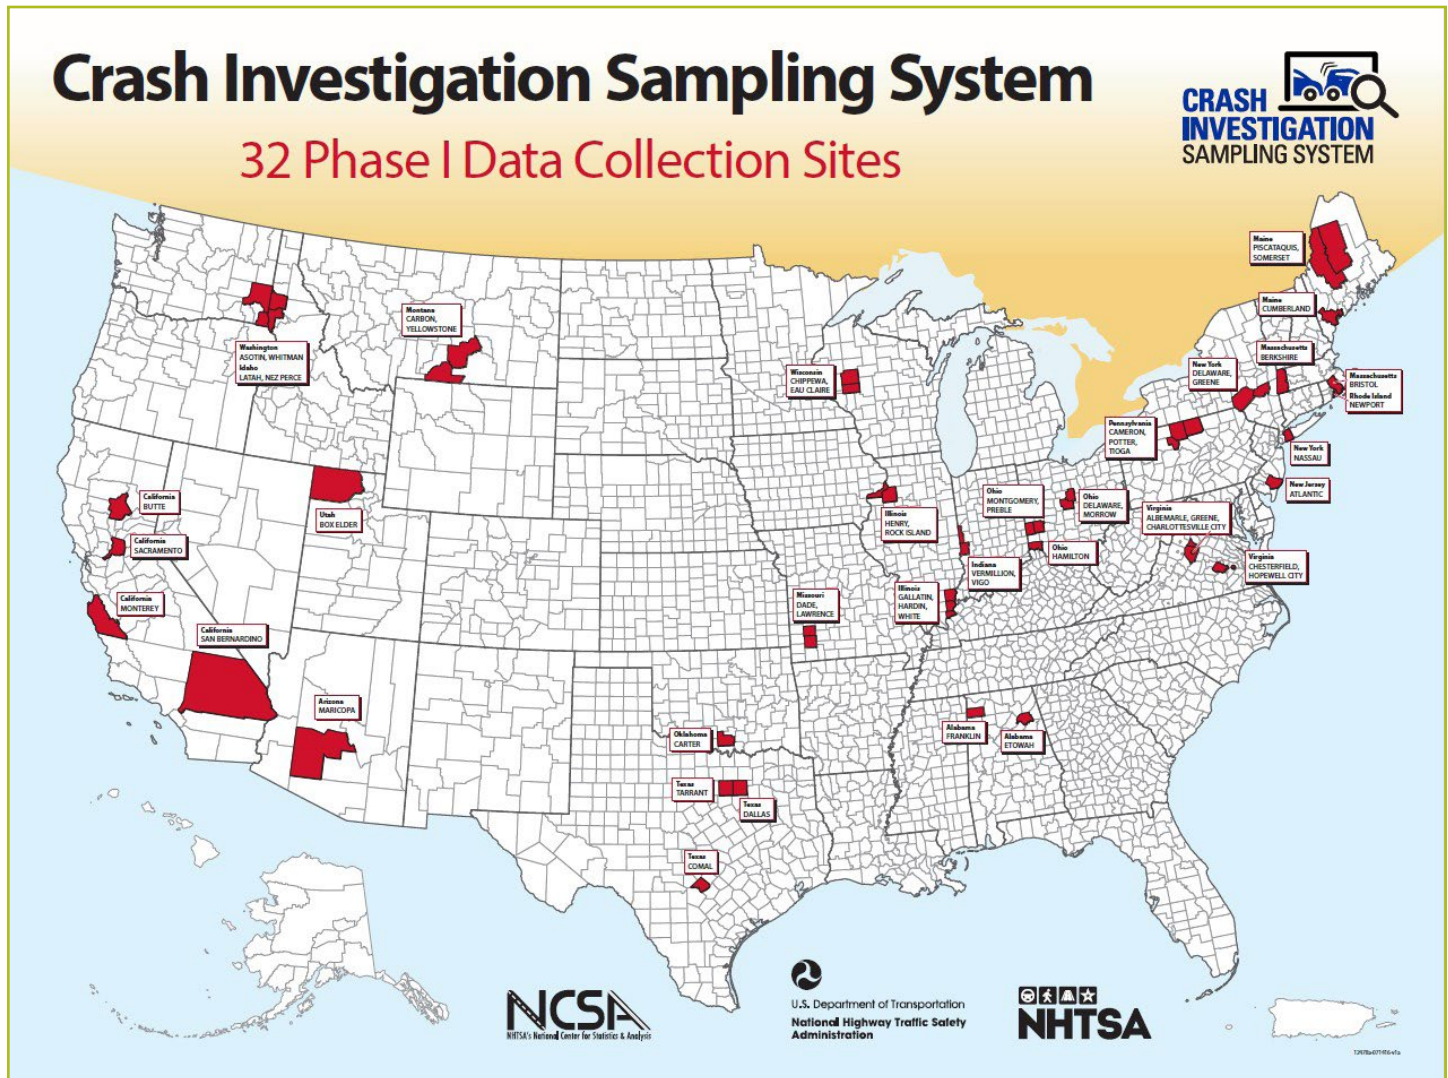 Crash Investigation Sampling System
32 Phase I Data Collection Sites
CRASH
INVESTIGATION
SAMPLING SYSTEM
Maine
PISCATAQUIS,
SOMERSET
Maine
CUMBERLAND
Montana
CARBON,
YELLOWSTONE
Washington
ASOTIN, WHITMAN
Idaho
LATAH, NEZ PERCE
Wisconsin
CHIPPEWA,
EAU CLAIRE
New York
DELAWARE,
GREENE
Massachusetts
BERKSHIRE
Massachusetts
BRISTOL
Rhode Island
NEWPORT
Pennsylvania
CAMERON,
POTTER,
TIOGA
New York
NASSAU
New Jersey
ATLANTIC
California
BUTTE
California
SACRAMENTO
Utah
BOX ELDER
Illinois
HENRY,
ROCK ISLAND
Ohio
MONTGOMERY,
PREBLE
Ohio
DELAWARE,
MORROW
Virginia
ALBEMARLE, GREENE,
CHARLOTTESVILLE CITY
Ohio
HAMILTON
Virginia
CHESTERFIELD,
HOPEWELL CITY
Indiana
VERMILLION,
VIGO
California
MONTEREY
California
SAN BERNARDINO
Missouri
DADE,
LAWRENCE
Illinois
GALLATIN,
HARDIN,
WHITE
Arizona
MARICOPA
Oklahoma
CARTER
Alabama
FRANKLIN
Alabama
ETOWAH
Texas
TARRANT
Texas
DALLAS
Texas
COMAL
NCSA
NHTSA's National Center for Statistics & Analysis
U.S. Department of Transportation
National Highway Traffic Safety
Administration
NHTSA